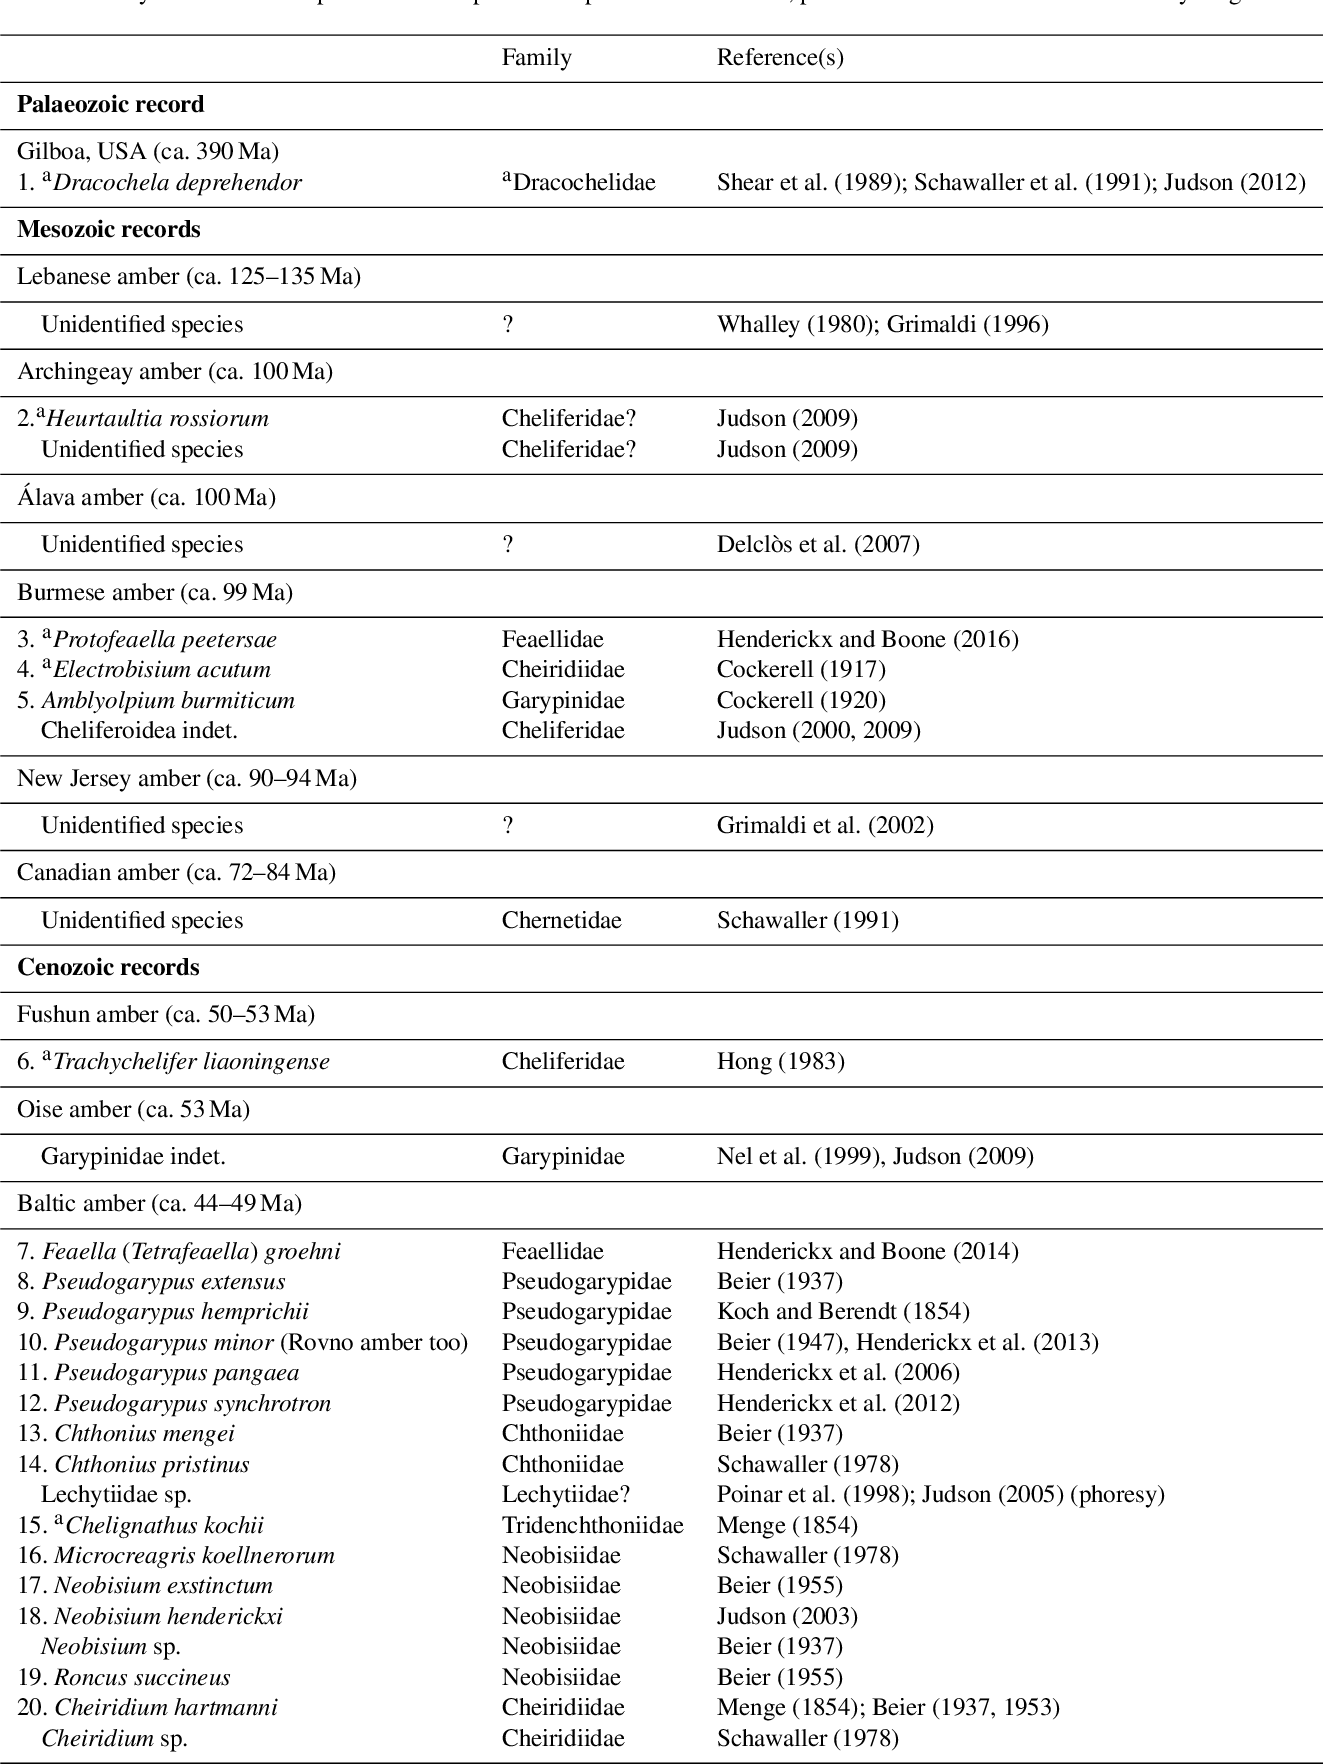 Family Reference(s)
Palaeozoic record
Gilboa, USA (ca. 390 Ma)
1. aDracochela deprehendor aDracochelidae Shear et al. (1989); Schawaller et al. (1991); Judson (2012)
Mesozoic records
Lebanese amber (ca. 125–135 Ma)
Unidentified species ? Whalley (1980); Grimaldi (1996)
Archingeay amber (ca. 100 Ma)
2.aHeurtaultia rossiorum Cheliferidae? Judson (2009)
Unidentified species Cheliferidae? Judson (2009)
Álava amber (ca. 100 Ma)
Unidentified species ? Delclòs et al. (2007)
Burmese amber (ca. 99 Ma)
3. aProtofeaella peetersae Feaellidae Henderickx and Boone (2016)
4. aElectrobisium acutum Cheiridiidae Cockerell (1917)
5. Amblyolpium burmiticum Garypinidae Cockerell (1920)
Cheliferoidea indet. Cheliferidae Judson (2000, 2009)
New Jersey amber (ca. 90–94 Ma)
Unidentified species ? Grimaldi et al. (2002)
Canadian amber (ca. 72–84 Ma)
Unidentified species Chernetidae Schawaller (1991)
Cenozoic records
Fushun amber (ca. 50–53 Ma)
6. aTrachychelifer liaoningense Cheliferidae Hong (1983)
Oise amber (ca. 53 Ma)
Garypinidae indet. Garypinidae Nel et al. (1999), Judson (2009)
Baltic amber (ca. 44–49 Ma)
7. Feaella (Tetrafeaella) groehni Feaellidae Henderickx and Boone (2014)
8. Pseudogarypus extensus Pseudogarypidae Beier (1937)
9. Pseudogarypus hemprichii Pseudogarypidae Koch and Berendt (1854)
10. Pseudogarypus minor (Rovno amber too) Pseudogarypidae Beier (1947), Henderickx et al. (2013)
11. Pseudogarypus pangaea Pseudogarypidae Henderickx et al. (2006)
12. Pseudogarypus synchrotron Pseudogarypidae Henderickx et al. (2012)
13. Chthonius mengei Chthoniidae Beier (1937)
14. Chthonius pristinus Chthoniidae Schawaller (1978)
Lechytiidae sp. Lechytiidae? Poinar et al. (1998); Judson (2005) (phoresy)
15. aChelignathus kochii Tridenchthoniidae Menge (1854)
16. Microcreagris koellnerorum Neobisiidae Schawaller (1978)
17. Neobisium exstinctum Neobisiidae Beier (1955)
18. Neobisium henderickxi Neobisiidae Judson (2003)
Neobisium sp. Neobisiidae Beier (1937)
19. Roncus succineus Neobisiidae Beier (1955)
20. Cheiridium hartmanni Cheiridiidae Menge (1854); Beier (1937, 1953)
Cheiridium sp. Cheiridiidae Schawaller (1978)